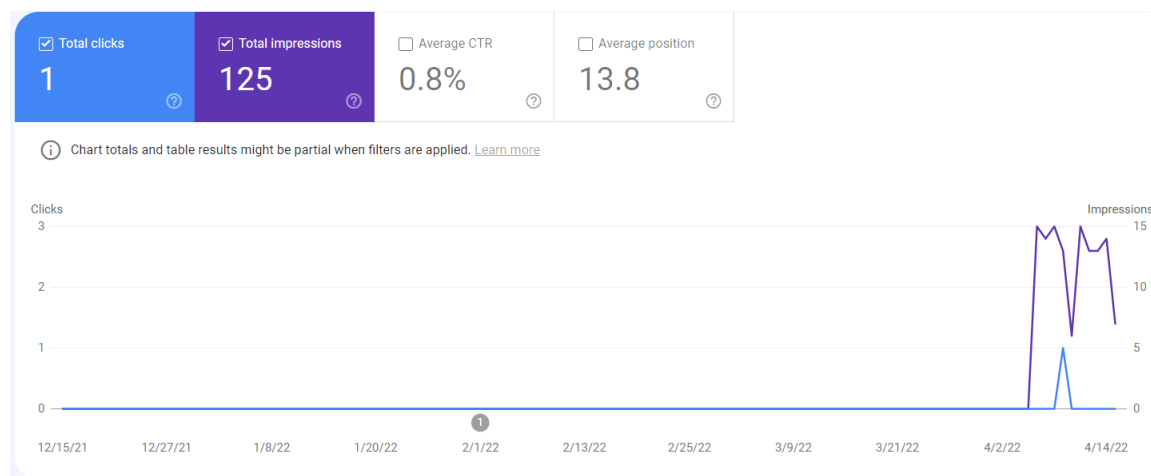 Total clicks
1
Total impressions
125
Average CTR
0.8%
Average position
13.8
Chart totals and table results might be partial when filters are applied. Learn more
Clicks
Impressions
3
15
2
10
1
5
0
0
1
12/15/21 12/27/21 1/8/22 1/20/22 2/1/22 2/13/22 2/25/22 3/9/22 3/21/22 4/2/22 4/14/22